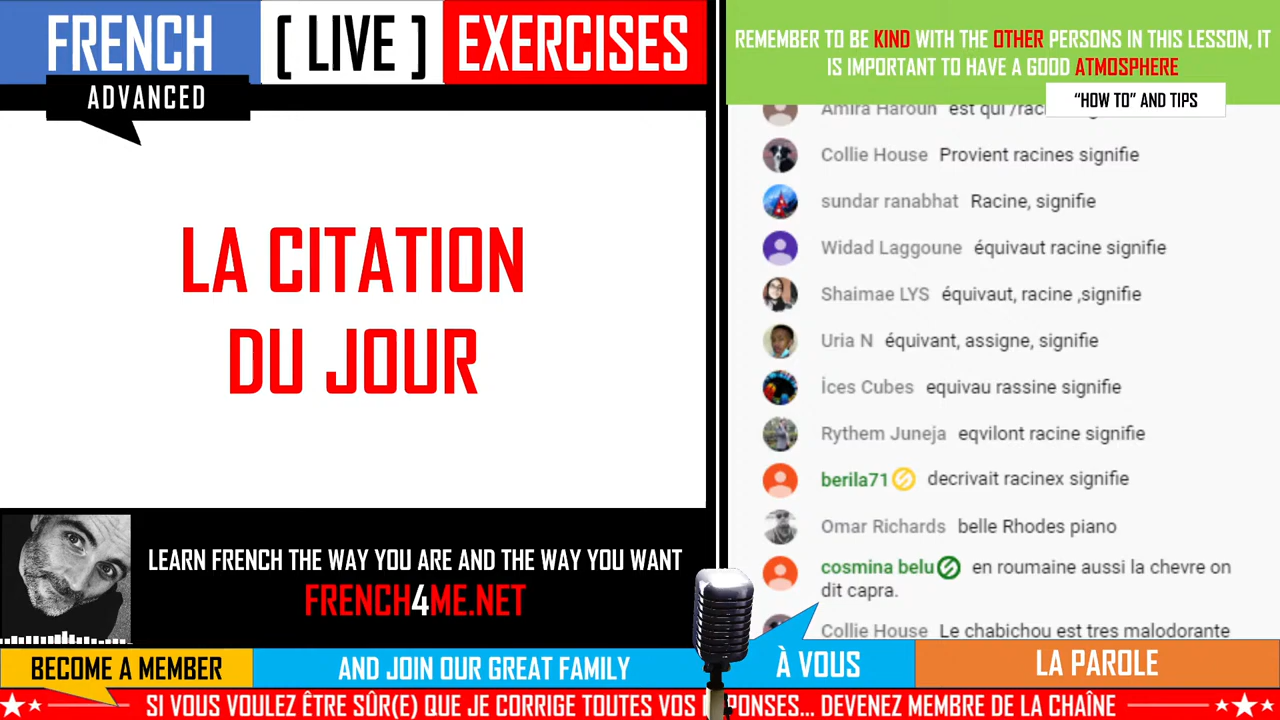 FRENCH
[ LIVE ]
EXERCISES
ADVANCED
LA CITATION
DU JOUR
LEARN FRENCH THE WAY YOU ARE AND THE WAY YOU WANT
FRENCH4ME.NET
BECOME A MEMBER
AND JOIN OUR GREAT FAMILY
REMEMBER TO BE KIND WITH THE OTHER PERSONS IN THIS LESSON, IT
IS IMPORTANT TO HAVE A GOOD ATMOSPHERE
“HOW TO” AND TIPS
Amira Haroun est qui
Collie House Provient racines signifie
sundar ranabhat Racine, signifie
Widad Laggoune équivaut racine signifie
Shaimae LYS équivaut, racine ,signifie
Uria N équivant, assigne, signifie
İces Cubes equivau rassine signifie
Rythem Juneja eqvilont racine signifie
berila71 decrivait racinex signifie
Omar Richards belle Rhodes piano
cosmina belu en roumaine aussi la chevre on
dit capra.
Collie House Le chabichou est tres malodorante
À VOUS
LA PAROLE
SI VOUS VOULEZ ÊTRE SÛR(E) QUE JE CORRIGE TOUTES VOS DEVENEZ MEMBRE DE LA CHAÎNE